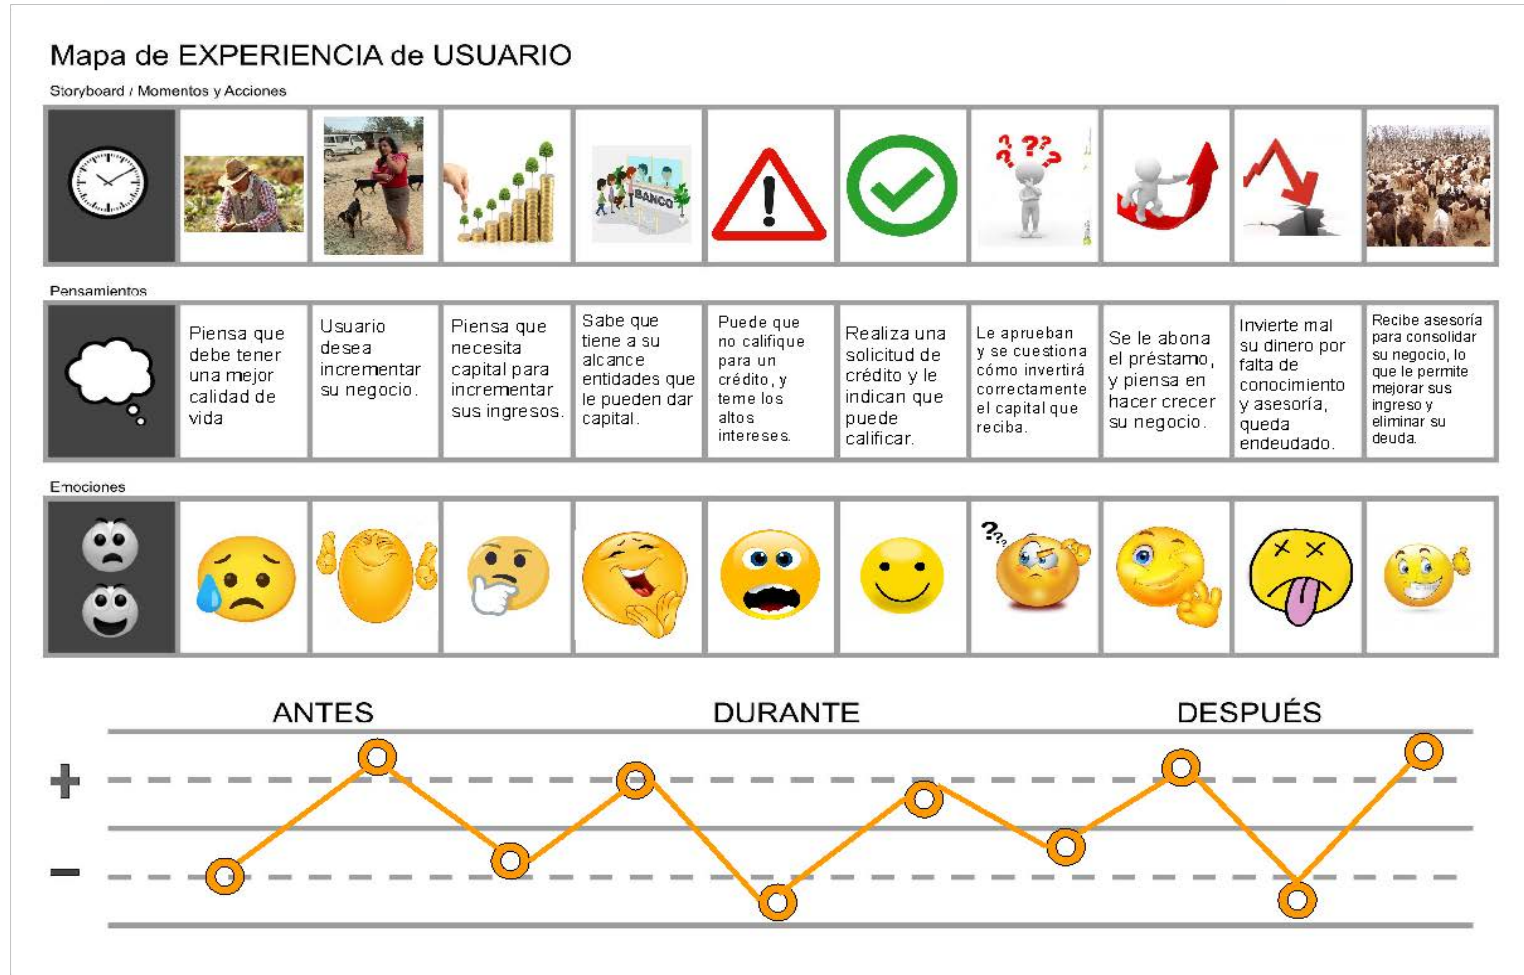 Mapa de EXPERIENCIA de USUARIO
Storyboard / Momentos y Acciones
BANCO
???
?
?
Pensamientos
Piensa que
debe tener
una mejor
calidad de
vida
Usuario
desea
incrementar
su negocio.
Piensa que
necesita
capital para
incrementar
sus ingresos.
Sabe que
tiene a su
alcance
entidades que
le pueden dar
capital.
Puede que
no califique
para un
crédito, y
teme los
altos
intereses.
Realiza una
solicitud de
crédito y le
indican que
puede
calificar.
Le aprueban
y se cuestiona
cómo invertirá
correctamente
el capital que
reciba.
Se le abona
el préstamo,
y piensa en
hacer crecer
su negocio.
Invierte mal
su dinero por
falta de
conocimiento
y asesoría,
queda
endeudado.
Recibe asesoría
para consolidar
su negocio, lo
que le permite
mejorar sus
ingreso y
eliminar su
deuda.
Emociones
????
ANTES
DURANTE
DESPUÉS
+
−